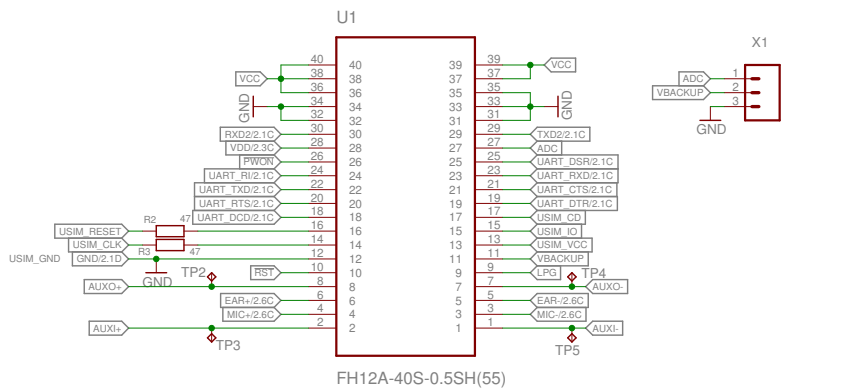 U1
X1
40 40 39 39
VCC 38 38 37 37 VCC
36 36 35 35
GND 34 34 33 33 GND
32 32 31 31
RXD2/2.1C 30 30 29 29 TXD2/2.1C
VDD/2.3C 28 28 27 27 ADC
PWON 26 26 25 25 UART_DSR/2.1C
UART_RI/2.1C 24 24 23 23 UART_RXD/2.1C
UART_TXD/2.1C 22 22 21 21 UART_CTS/2.1C
UART_RTS/2.1C 20 20 19 19 UART_DTR/2.1C
UART_DCD/2.1C 18 18 17 17 USIM_CD
R2 47
USIM_RESET 16 16 15 15 USIM_IO
USIM_CLK 14 14 13 13 USIM_VCC
R3 47
USIM_GND GND/2.1D 12 12 11 11 VBACKUP
GND
RST 10 10 9 9 LPG
TP2 TP4
AUXO+ 8 8 7 7 AUXO-
EAR+/2.6C 6 6 5 5 EAR-/2.6C
MIC+/2.6C 4 4 3 3 MIC-/2.6C
AUXI+ 2 2 1 1 AUXI-
TP3 TP5
FH12A-40S-0.5SH(55)
ADC 1
VBACKUP 2
3
GND